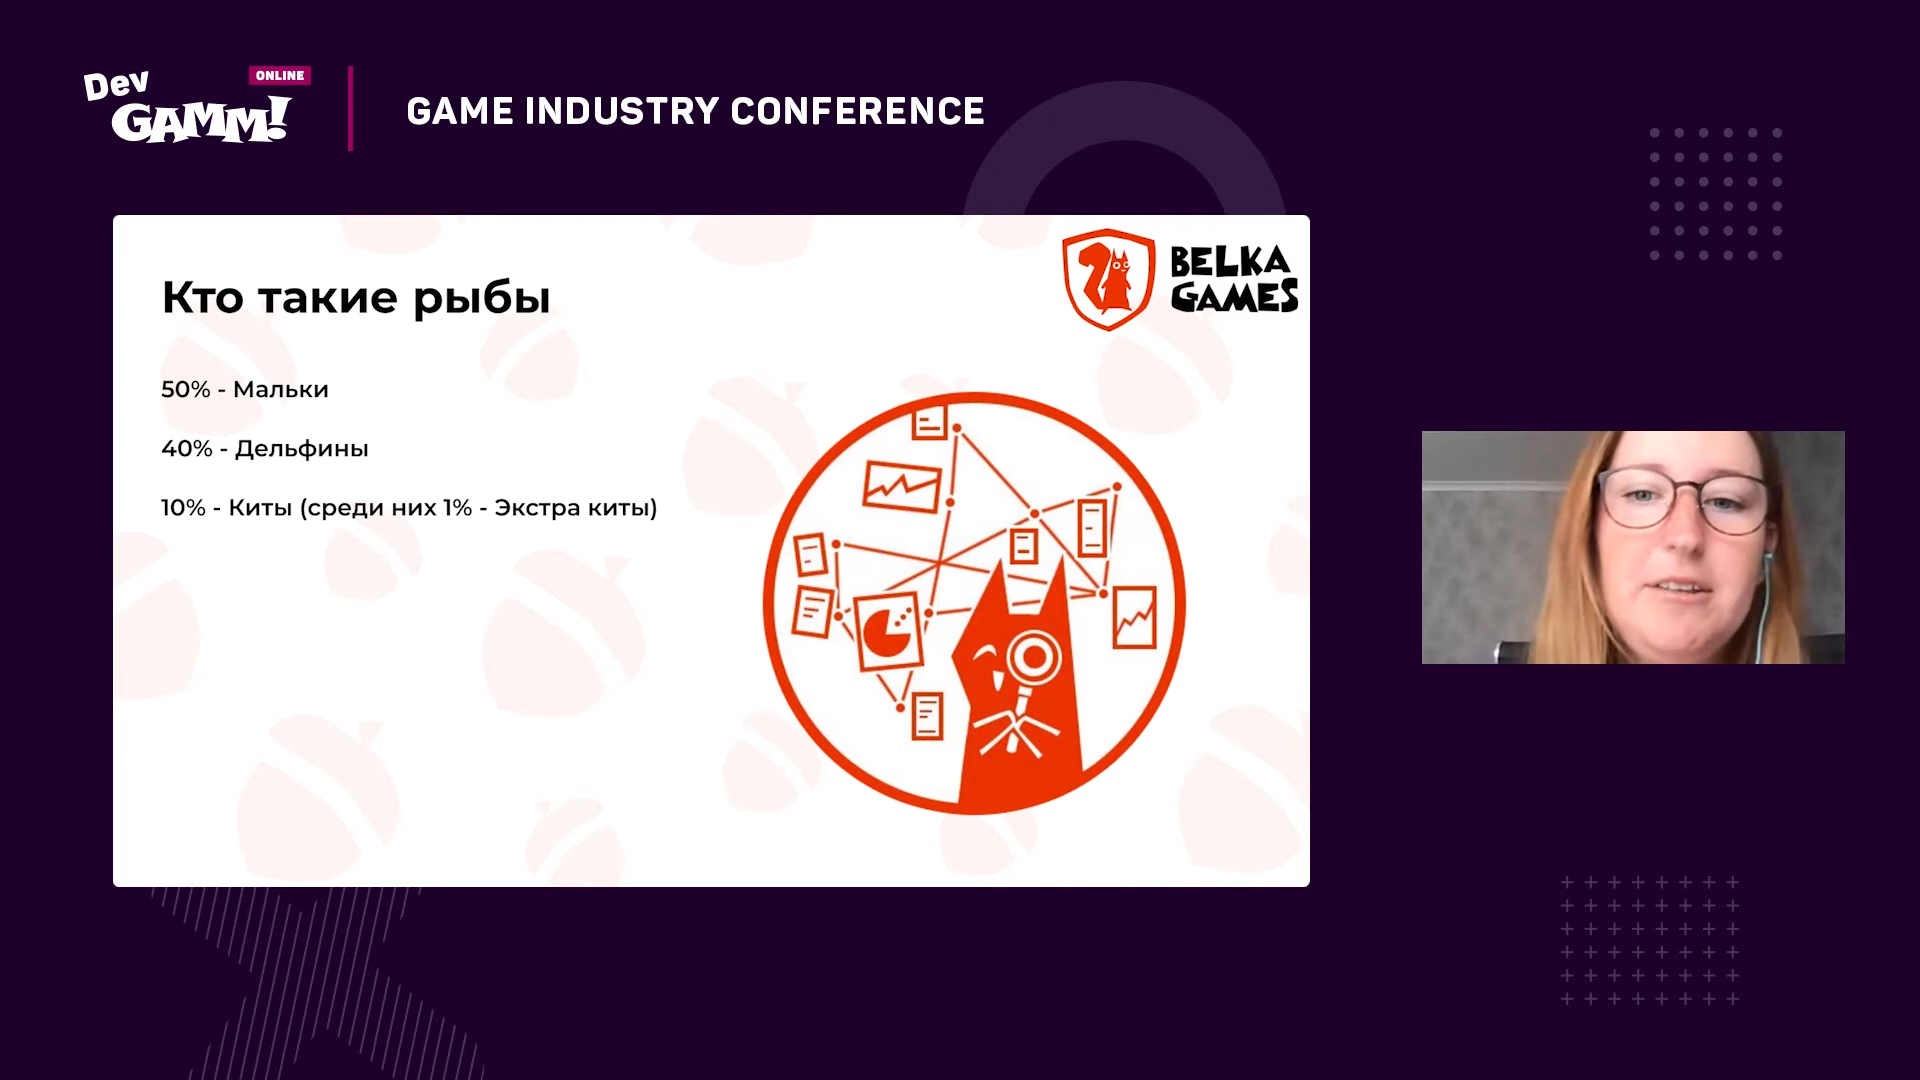 Dev
GAMM!
ONLINE
GAME INDUSTRY CONFERENCE
BELKA
GAMES
Кто такие рыбы
50% - Мальки
40% - Дельфины
10% - Киты (среди них 1% - Экстра киты)